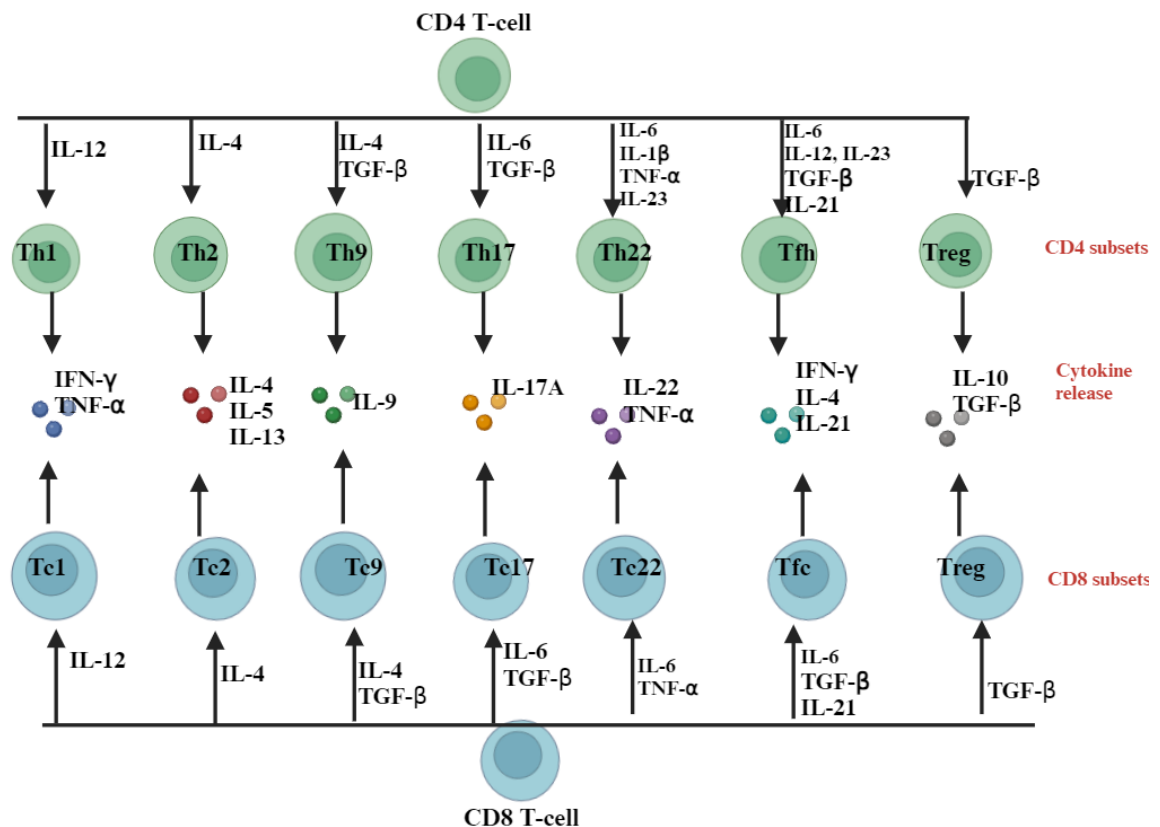 CD4 T-cell
IL-12
IL-4
IL-4
TGF-β
IL-6
TGF-β
IL-6
IL-1β
TNF-α
IL-23
IL-6
IL-12, IL-23
TGF-β
IL-21
TGF-β
Th1
Th2
Th9
Th17
Th22
Tfh
Treg
CD4 subsets
IFN-γ
TNF-α
IL-4
IL-5
IL-13
IL-9
IL-17A
IL-22
TNF-α
IFN-γ
IL-4
IL-21
IL-10
TGF-β
Cytokine
release
Tc1
Tc2
Tc9
Tc17
Tc22
Tfc
Treg
CD8 subsets
IL-12
IL-4
IL-4
TGF-β
IL-6
TGF-β
IL-6
TNF-α
IL-6
TGF-β
IL-21
TGF-β
CD8 T-cell